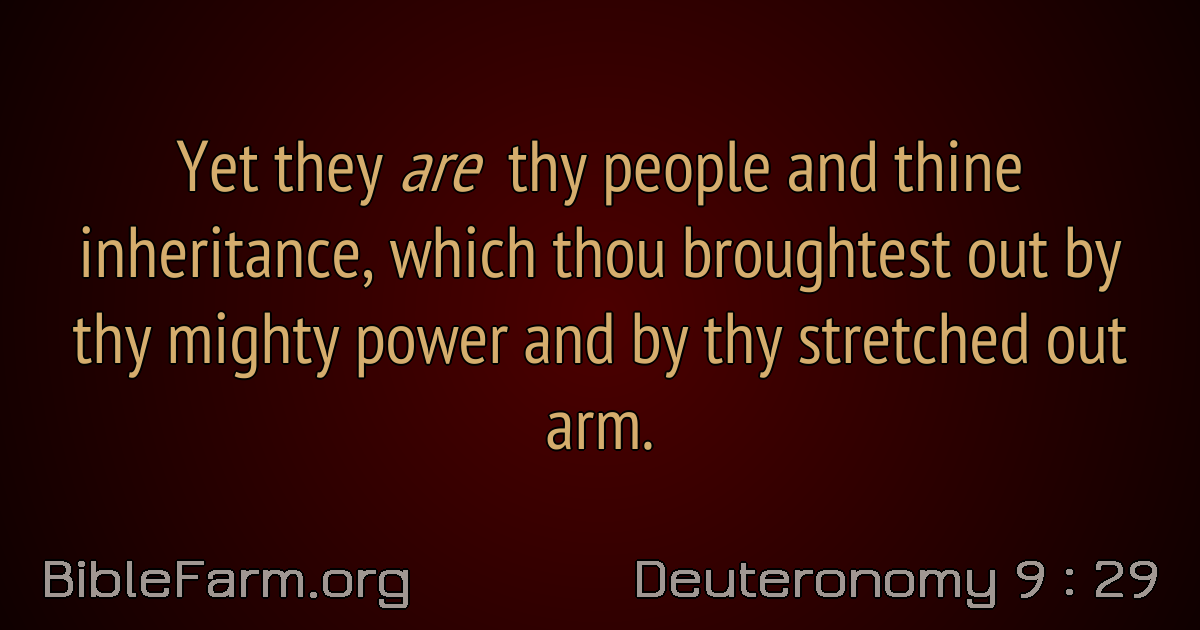 Yet they are thy people and thine
inheritance, which thou broughtest out by
thy mighty power and by thy stretched out
arm.
BibleFarm.org
Deuteronomy 9 : 29